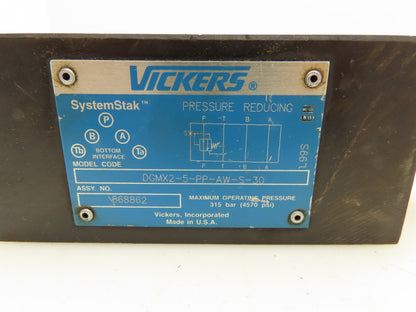 VICKERS ®
SystemStak™
PRESSURE REDUCING
P
B A
Tb Ta
BOTTOM
INTERFACE
P T B A
P T B A
MODEL CODE
DGMX2-5-PP-AW-S-30
ASSY. NO.
868862
MAXIMUM OPERATING PRESSURE
315 bar (4570 psi)
Vickers, Incorporated
Made in U.S.A.